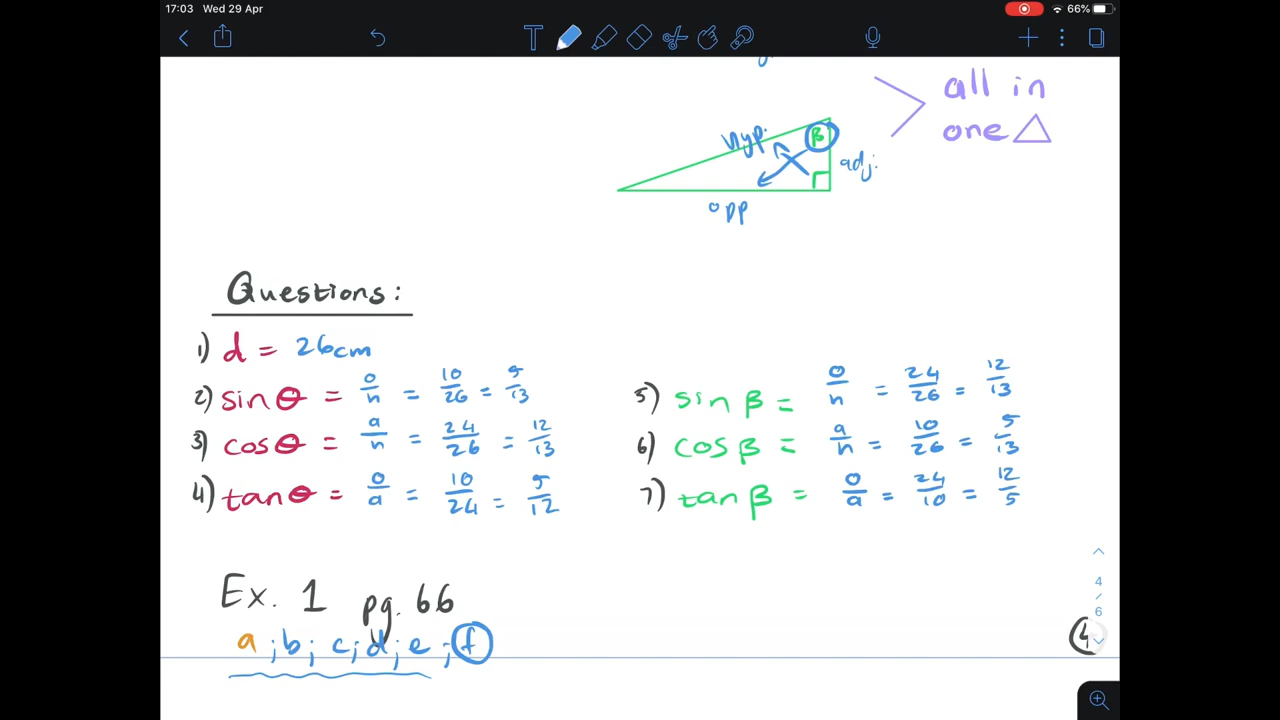 17:03 Wed 29 Apr
66%
T
all in
one △
hyp.
β
adj.
opp
Questions:
1) d = 26cm
2) sin θ = o/h = 10/26 = 5/13
3) cos θ = a/h = 24/26 = 12/13
4) tan θ = o/a = 10/24 = 5/12
5) sin β = o/h = 24/26 = 12/13
6) cos β = a/h = 10/26 = 5/13
7) tan β = o/a = 24/10 = 12/5
Ex. 1 pg. 66
a ; b ; c ; d ; e ; f
4
/
6
4